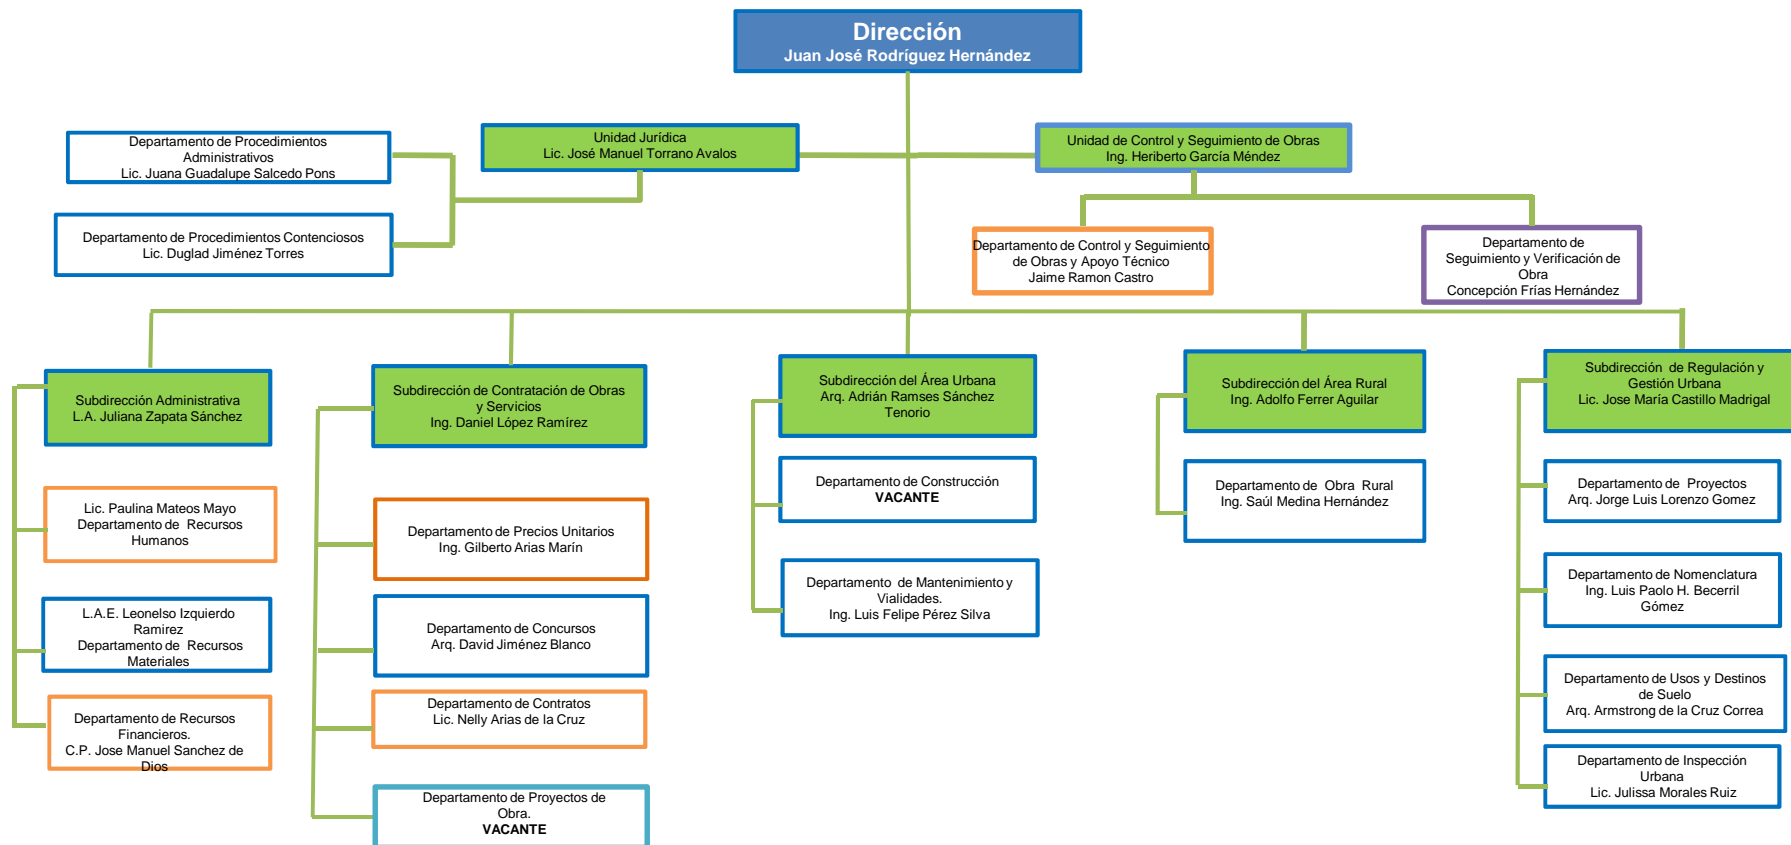 Dirección
Juan José Rodríguez Hernández
Departamento de Procedimientos
Administrativos
Lic. Juana Guadalupe Salcedo Pons
Unidad Jurídica
Lic. José Manuel Torrano Avalos
Unidad de Control y Seguimiento de Obras
Ing. Heriberto García Méndez
Departamento de Procedimientos Contenciosos
Lic. Duglad Jiménez Torres
Departamento de Control y Seguimiento
de Obras y Apoyo Técnico
Jaime Ramon Castro
Departamento de
Seguimiento y Verificación de
Obra
Concepción Frías Hernández
Subdirección Administrativa
L.A. Juliana Zapata Sánchez
Lic. Paulina Mateos Mayo
Departamento de Recursos
Humanos
L.A.E. Leonelso Izquierdo
Ramirez
Departamento de Recursos
Materiales
Departamento de Recursos
Financieros.
C.P. Jose Manuel Sanchez de
Dios
Subdirección de Contratación de Obras
y Servicios
Ing. Daniel López Ramírez
Departamento de Precios Unitarios
Ing. Gilberto Arias Marín
Departamento de Concursos
Arq. David Jiménez Blanco
Departamento de Contratos
Lic. Nelly Arias de la Cruz
Departamento de Proyectos de
Obra.
VACANTE
Subdirección del Área Urbana
Arq. Adrián Ramses Sánchez
Tenorio
Departamento de Construcción
VACANTE
Departamento de Mantenimiento y
Vialidades.
Ing. Luis Felipe Pérez Silva
Subdirección del Área Rural
Ing. Adolfo Ferrer Aguilar
Departamento de Obra Rural
Ing. Saúl Medina Hernández
Subdirección de Regulación y
Gestión Urbana
Lic. Jose María Castillo Madrigal
Departamento de Proyectos
Arq. Jorge Luis Lorenzo Gomez
Departamento de Nomenclatura
Ing. Luis Paolo H. Becerril
Gómez
Departamento de Usos y Destinos
de Suelo
Arq. Armstrong de la Cruz Correa
Departamento de Inspección
Urbana
Lic. Julissa Morales Ruiz